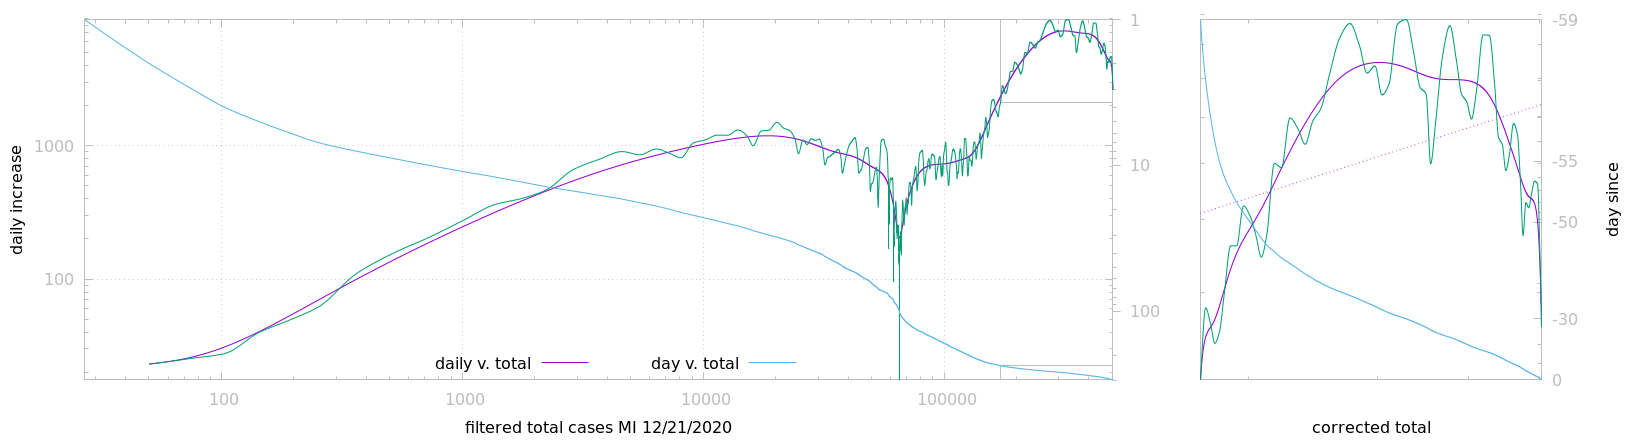 daily increase
1000
100
daily v. total
day v. total
1
10
100
100
1000
10000
100000
filtered total cases MI 12/21/2020
-59
-55
-50
-30
0
day since
corrected total